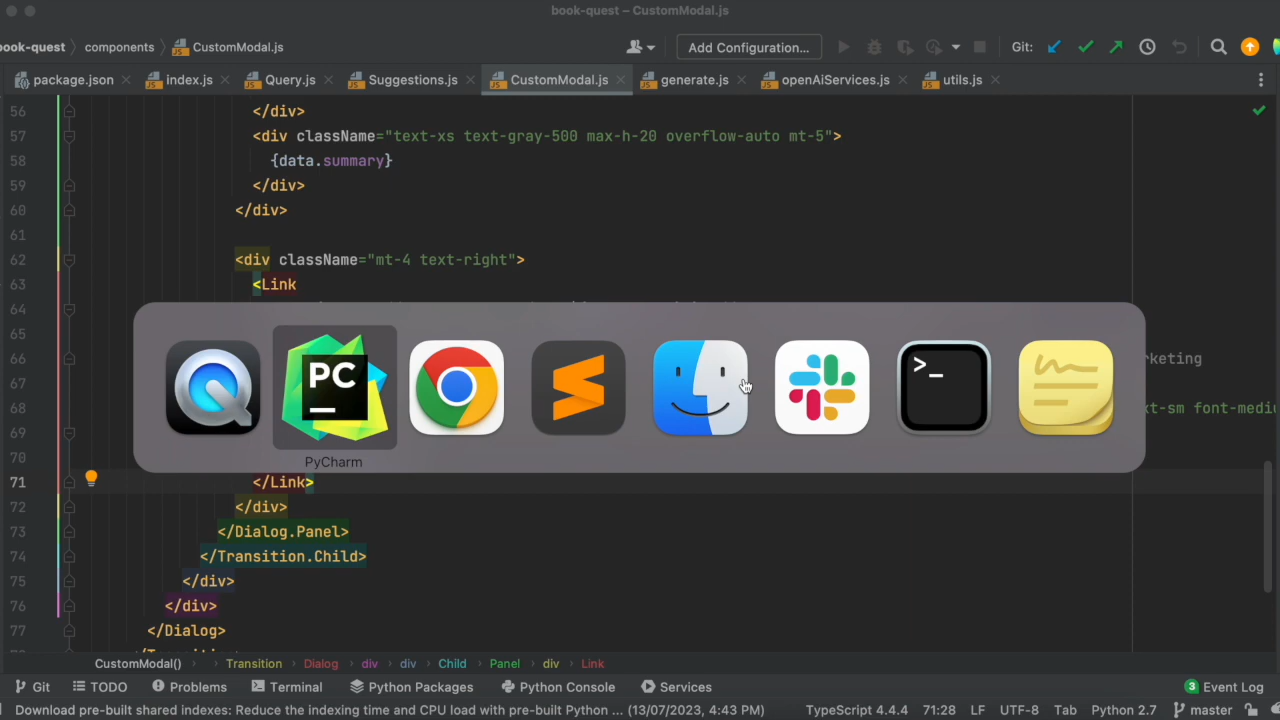 book-quest – CustomModal.js
book-quest components CustomModal.js Add Configuration... Git:
package.json index.js Query.js Suggestions.js CustomModal.js generate.js openAiServices.js utils.js
56 </div>
57 <div className="text-xs text-gray-500 max-h-20 overflow-auto mt-5">
58 {data.summary}
59 </div>
60 </div>
61
62 <div className="mt-4 text-right">
63 <Link
64
65
66 rketing
67
68 xt-sm font-mediu
69
70
PC
>_
PyCharm
71 </Link>
72 </div>
73 </Dialog.Panel>
74 </Transition.Child>
75 </div>
76 </div>
77 </Dialog>
CustomModal() Transition Dialog div div Child Panel div Link
Git TODO Problems Terminal Python Packages Python Console Services 3 Event Log
Download pre-built shared indexes: Reduce the indexing time and CPU load with pre-built Python ... (13/07/2023, 4:43 PM) TypeScript 4.4.4 71:28 LF UTF-8 Tab Python 2.7 master